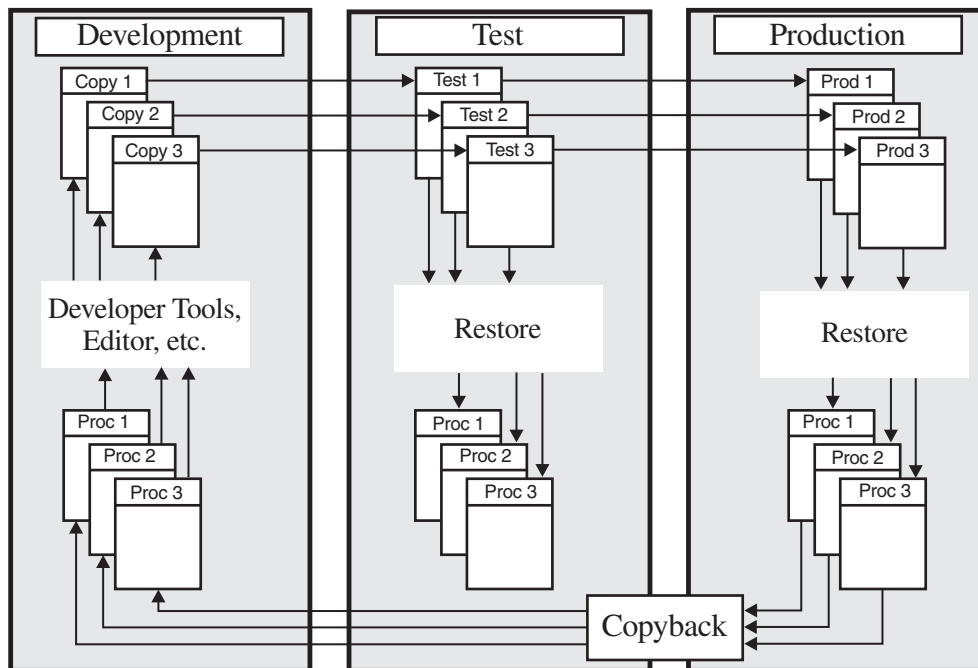 Development
Test
Production
Copy 1
Copy 2
Copy 3
Test 1
Test 2
Test 3
Prod 1
Prod 2
Prod 3
Developer Tools,
Editor, etc.
Restore
Restore
Proc 1
Proc 2
Proc 3
Proc 1
Proc 2
Proc 3
Proc 1
Proc 2
Proc 3
Copyback